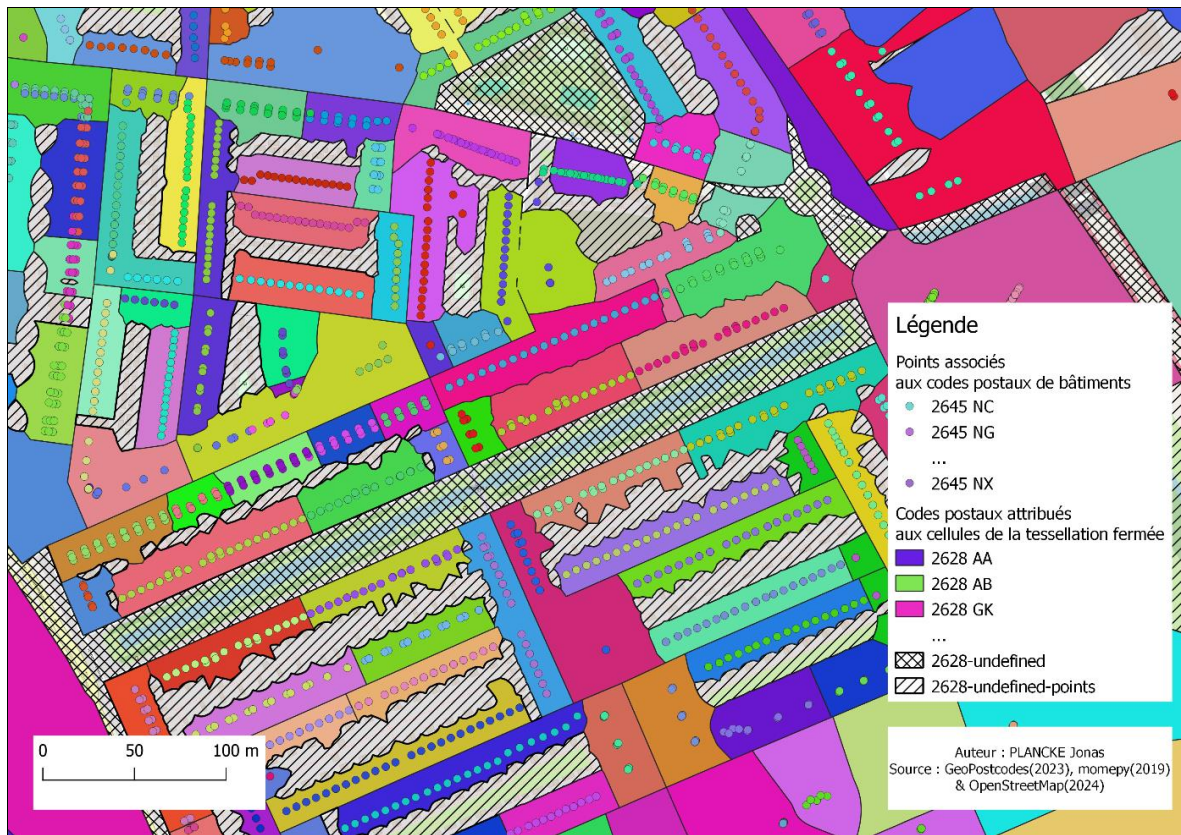 Légende
Points associés
aux codes postaux de bâtiments
2645 NC
2645 NG
...
2645 NX
Codes postaux attribués
aux cellules de la tessellation fermée
2628 AA
2628 AB
2628 GK
...
2628-undefined
2628-undefined-points
0 50 100 m
Auteur : PLANCKE Jonas
Source : GeoPostcodes(2023), momepy(2019)
& OpenStreetMap(2024)